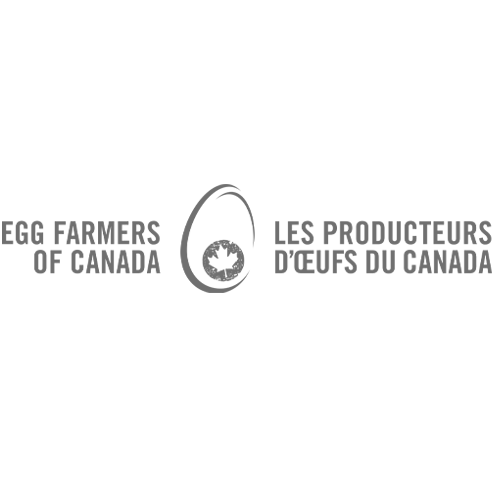 EGG FARMERS
OF CANADA
LES PRODUCTEURS
D'ŒUFS DU CANADA